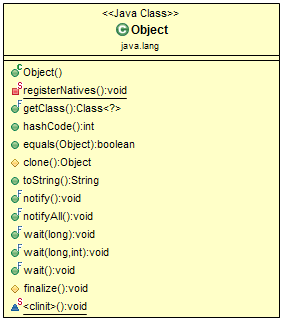 <<Java Class>>
C Object
java.lang
C Object()
S registerNatives():void
F getClass():Class<?>
hashCode():int
equals(Object):boolean
clone():Object
toString():String
F notify():void
F notifyAll():void
F wait(long):void
F wait(long,int):void
F wait():void
finalize():void
S <clinit>():void